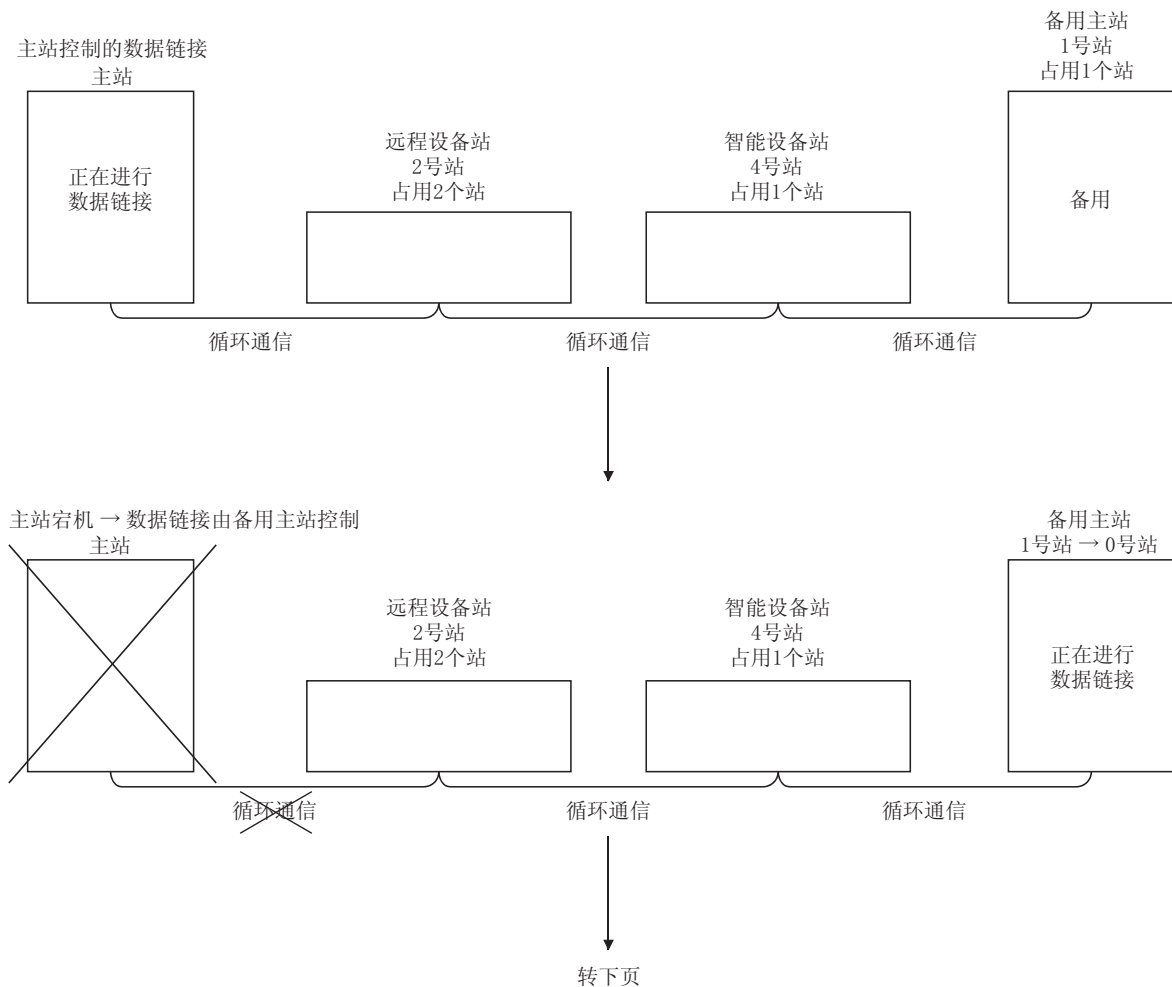 主站控制的数据链接
主站
正在进行
数据链接
远程设备站
2号站
占用2个站
智能设备站
4号站
占用1个站
备用主站
1号站
占用1个站
备用
循环通信
循环通信
循环通信
主站宕机 → 数据链接由备用主站控制
主站
远程设备站
2号站
占用2个站
智能设备站
4号站
占用1个站
备用主站
1号站 → 0号站
正在进行
数据链接
循环通信
循环通信
循环通信
转下页